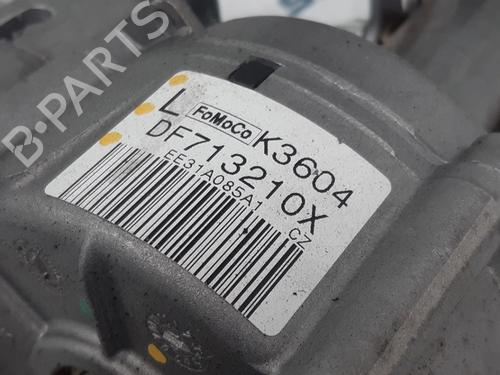 B-PARTS
L FoMoCo K3604
DF713210X
EE31A085A1
CZ